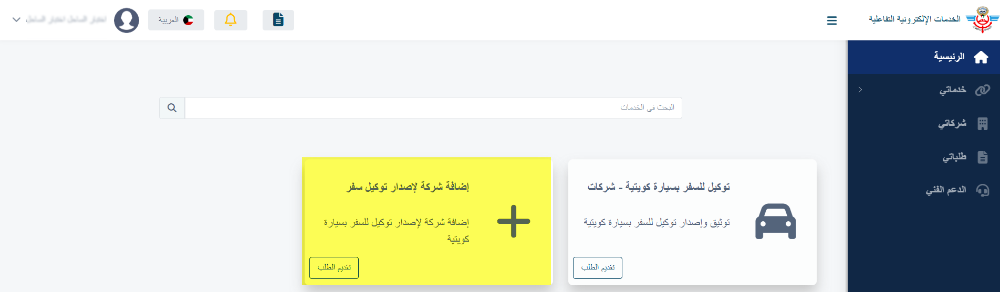 الخدمات الإلكترونية التفاعلية
العربية
الرئيسية
خدماتي
شركاتي
طلباتي
الدعم الفني
البحث في الخدمات
توكيل للسفر بسيارة كويتية - شركات
توثيق وإصدار توكيل للسفر بسيارة كويتية
تقديم الطلب
إضافة شركة لإصدار توكيل سفر
إضافة شركة لإصدار توكيل للسفر بسيارة
كويتية
تقديم الطلب